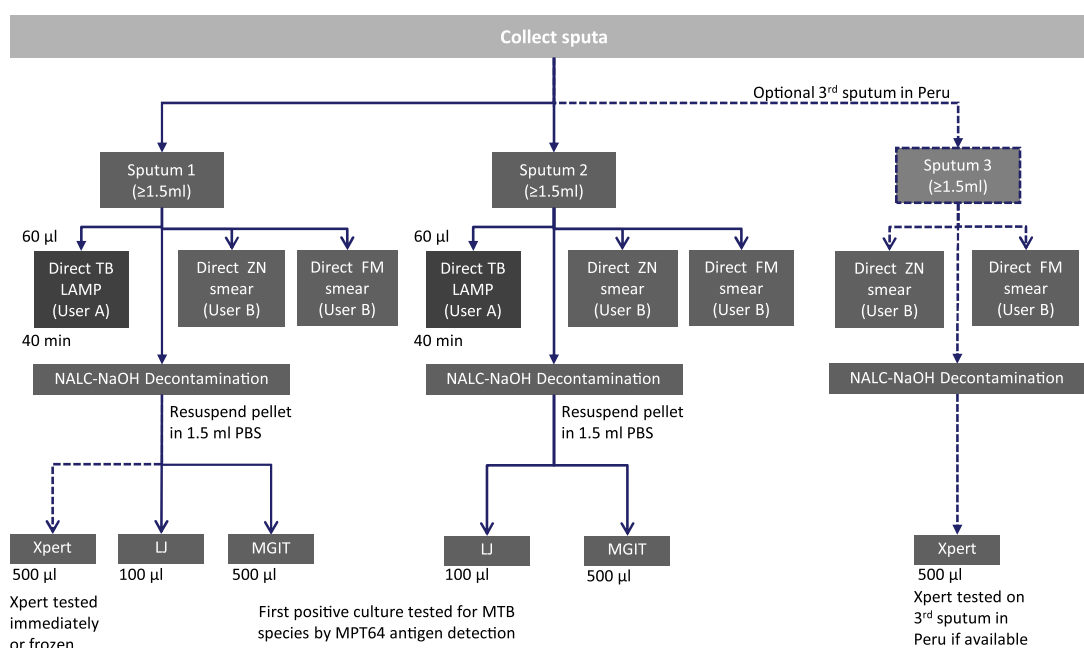 Collect sputa
Optional 3rd sputum in Peru
Sputum 1
(≥1.5ml)
Sputum 2
(≥1.5ml)
Sputum 3
(≥1.5ml)
60 µl
Direct TB
LAMP
(User A)
40 min
Direct ZN
smear
(User B)
Direct FM
smear
(User B)
60 µl
Direct TB
LAMP
(User A)
40 min
Direct ZN
smear
(User B)
Direct FM
smear
(User B)
Direct ZN
smear
(User B)
Direct FM
smear
(User B)
NALC-NaOH Decontamination
NALC-NaOH Decontamination
NALC-NaOH Decontamination
Resuspend pellet
in 1.5 ml PBS
Resuspend pellet
in 1.5 ml PBS
Xpert
500 µl
LJ
100 µl
MGIT
500 µl
LJ
100 µl
MGIT
500 µl
Xpert
500 µl
Xpert tested
immediately
or frozen
First positive culture tested for MTB
species by MPT64 antigen detection
Xpert tested on
3rd sputum in
Peru if available